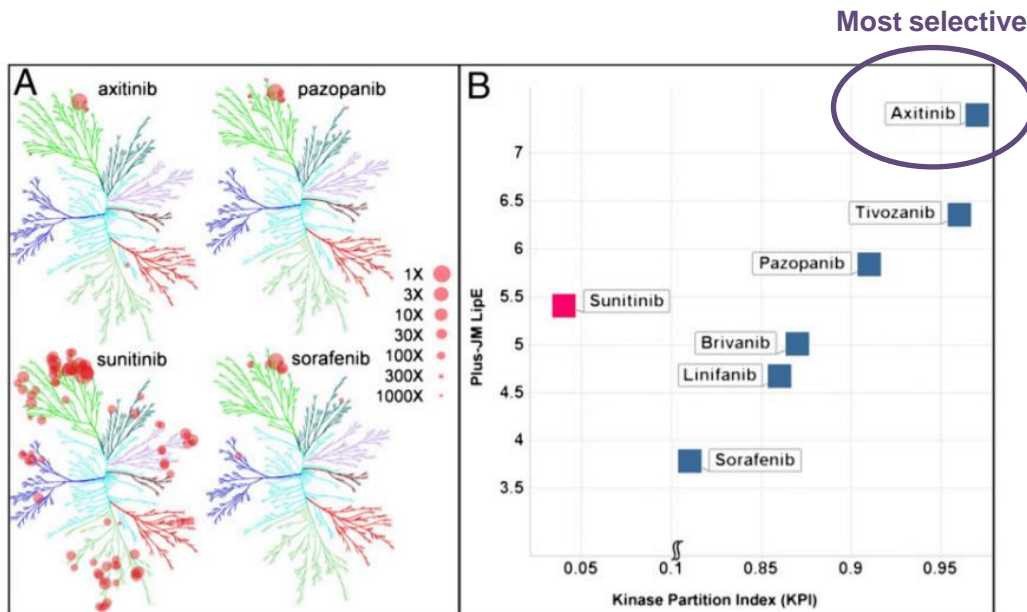 Most selective
A
axitinib
pazopanib
sunitinib
sorafenib
1X
3X
10X
30X
100X
300X
1000X
B
Axitinib
Tivozanib
Pazopanib
Sunitinib
Brivanib
Linifanib
Sorafenib
7
6.5
6
5.5
5
4.5
4
3.5
Plus-JM LipE
0.05
0.1
0.85
0.9
0.95
Kinase Partition Index (KPI)